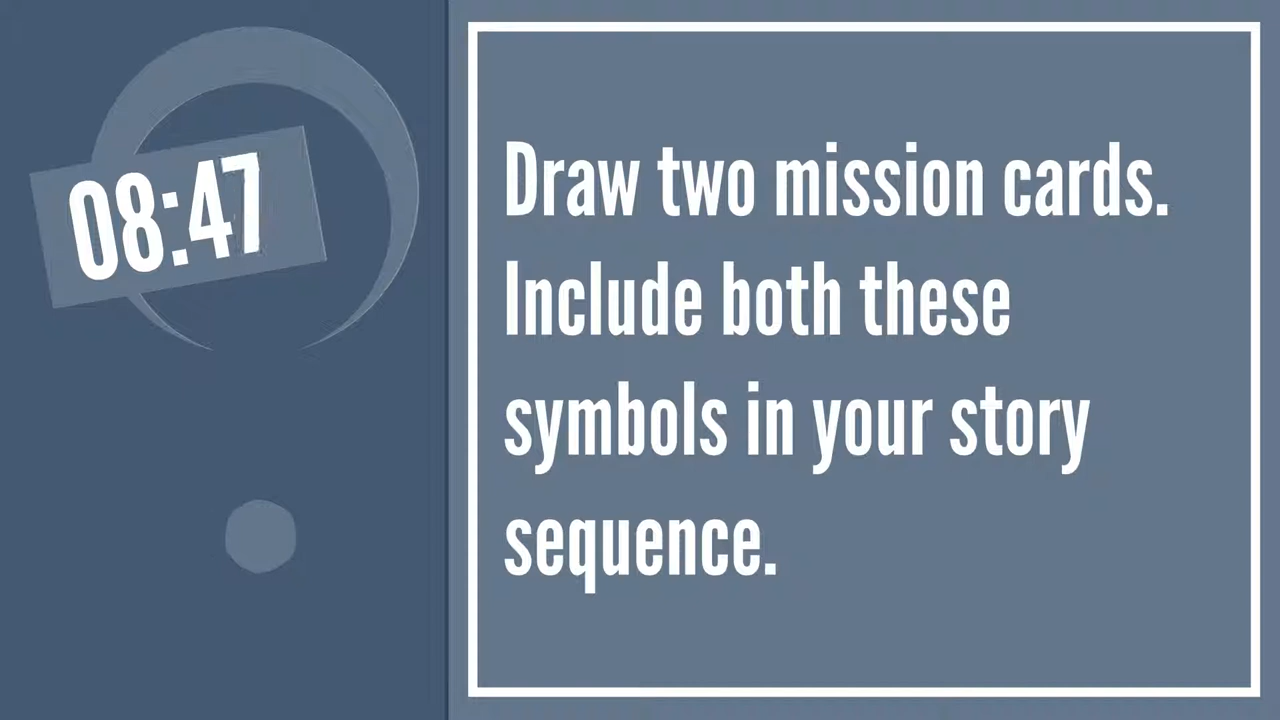 08:47
Draw two mission cards.
Include both these
symbols in your story
sequence.